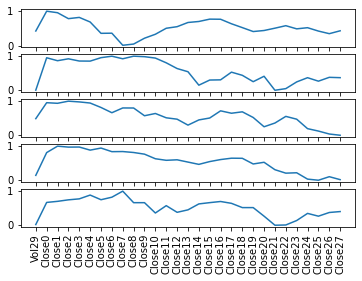 1
0
1
0
1
0
1
0
1
0
Vol29
Close0
Close1
Close2
Close3
Close4
Close5
Close6
Close7
Close8
Close9
Close10
Close11
Close12
Close13
Close14
Close15
Close16
Close17
Close18
Close19
Close20
Close21
Close22
Close23
Close24
Close25
Close26
Close27